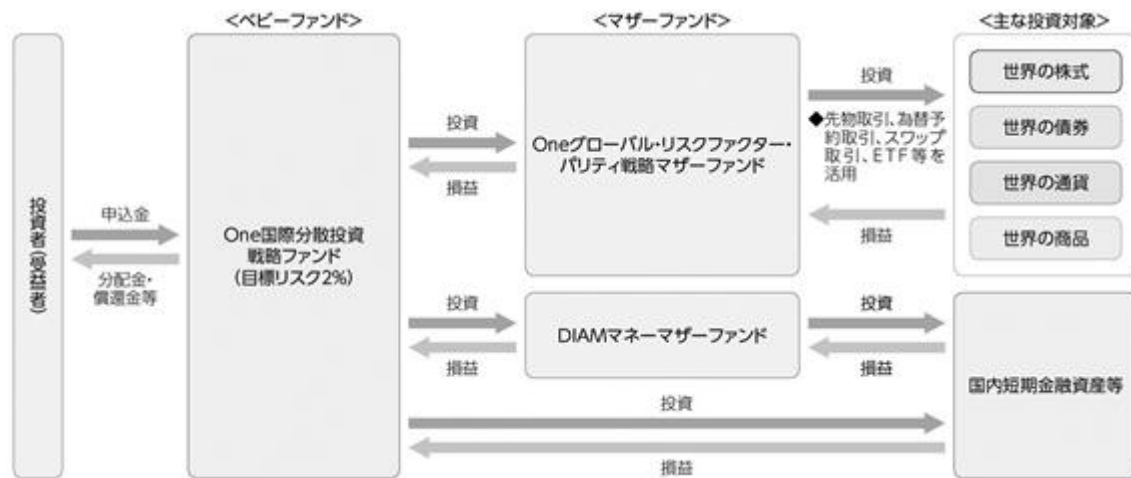 <ベビーファンド>
<マザーファンド>
<主な投資対象>
投資者(受益者)
申込金
分配金・
償還金等
One国際分散投資
戦略ファンド
(目標リスク2%)
投資
損益
Oneグローバル・リスクファクター・
パリティ戦略マザーファンド
投資
◆先物取引、為替予
約取引、スワップ
取引、ETF等を
活用
損益
世界の株式
世界の債券
世界の通貨
世界の商品
投資
損益
DIAMマネーマザーファンド
投資
損益
国内短期金融資産等
投資
損益